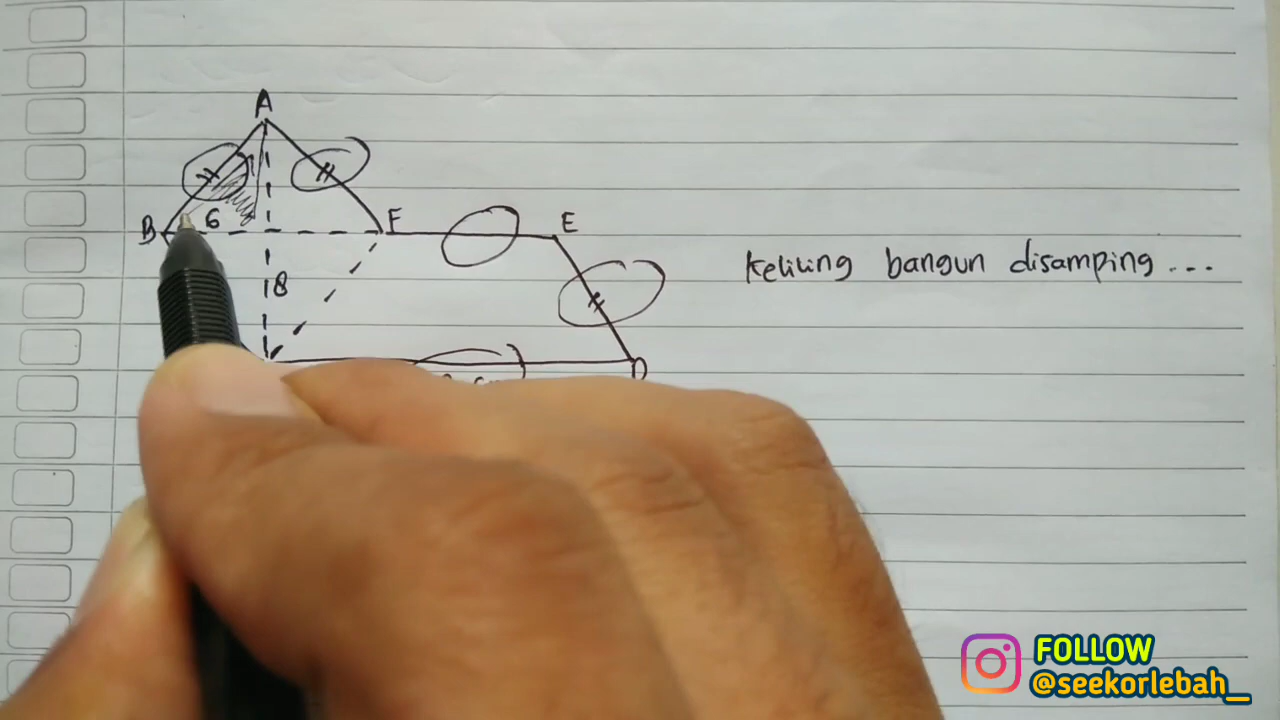 A
B
6
F
E
18
D
Keliling bangun disamping ...
FOLLOW
@seekorlebah_